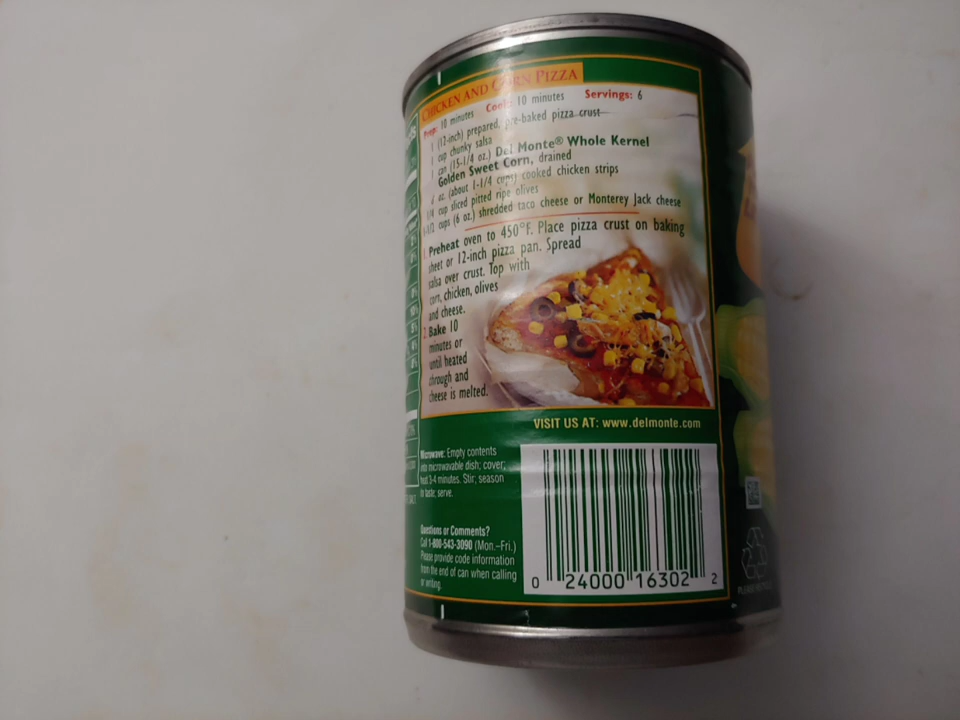 CHICKEN AND CORN PIZZA
Prep: 10 minutes Cook: 10 minutes Servings: 6
1 (12-inch) prepared, pre-baked pizza crust
1 cup chunky salsa
1 can (15-1/4 oz.) Del Monte® Whole Kernel
Golden Sweet Corn, drained
6 oz. (about 1-1/4 cups) cooked chicken strips
1/4 cup sliced pitted ripe olives
1-1/2 cups (6 oz.) shredded taco cheese or Monterey Jack cheese
1. Preheat oven to 450°F. Place pizza crust on baking
sheet or 12-inch pizza pan. Spread
salsa over crust. Top with
corn, chicken, olives
and cheese.
2. Bake 10
minutes or
until heated
through and
cheese is melted.
VISIT US AT: www.delmonte.com
Microwave: Empty contents
into microwavable dish; cover;
heat 3-4 minutes. Stir; season
to taste; serve.
Questions or Comments?
Call 1-800-543-3090 (Mon.–Fri.)
Please provide code information
from the end of can when calling
or writing.
0 24000 16302 2